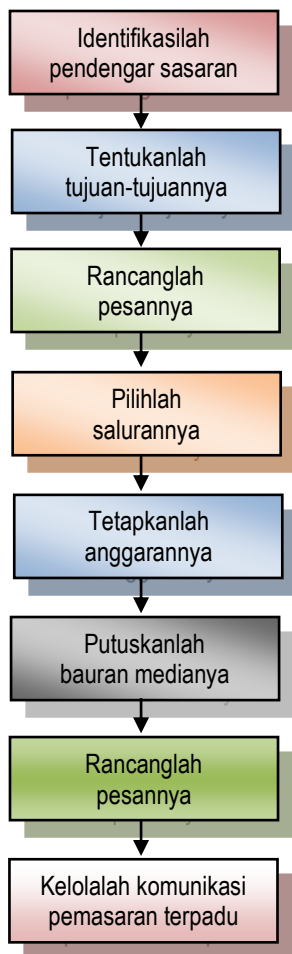 Identifikasilah
pendengar sasaran
Tentukanlah
tujuan-tujuannya
Rancanglah
pesannya
Pilihlah
salurannya
Tetapkanlah
anggarannya
Putuskanlah
bauran medianya
Rancanglah
pesannya
Kelolalah komunikasi
pemasaran terpadu